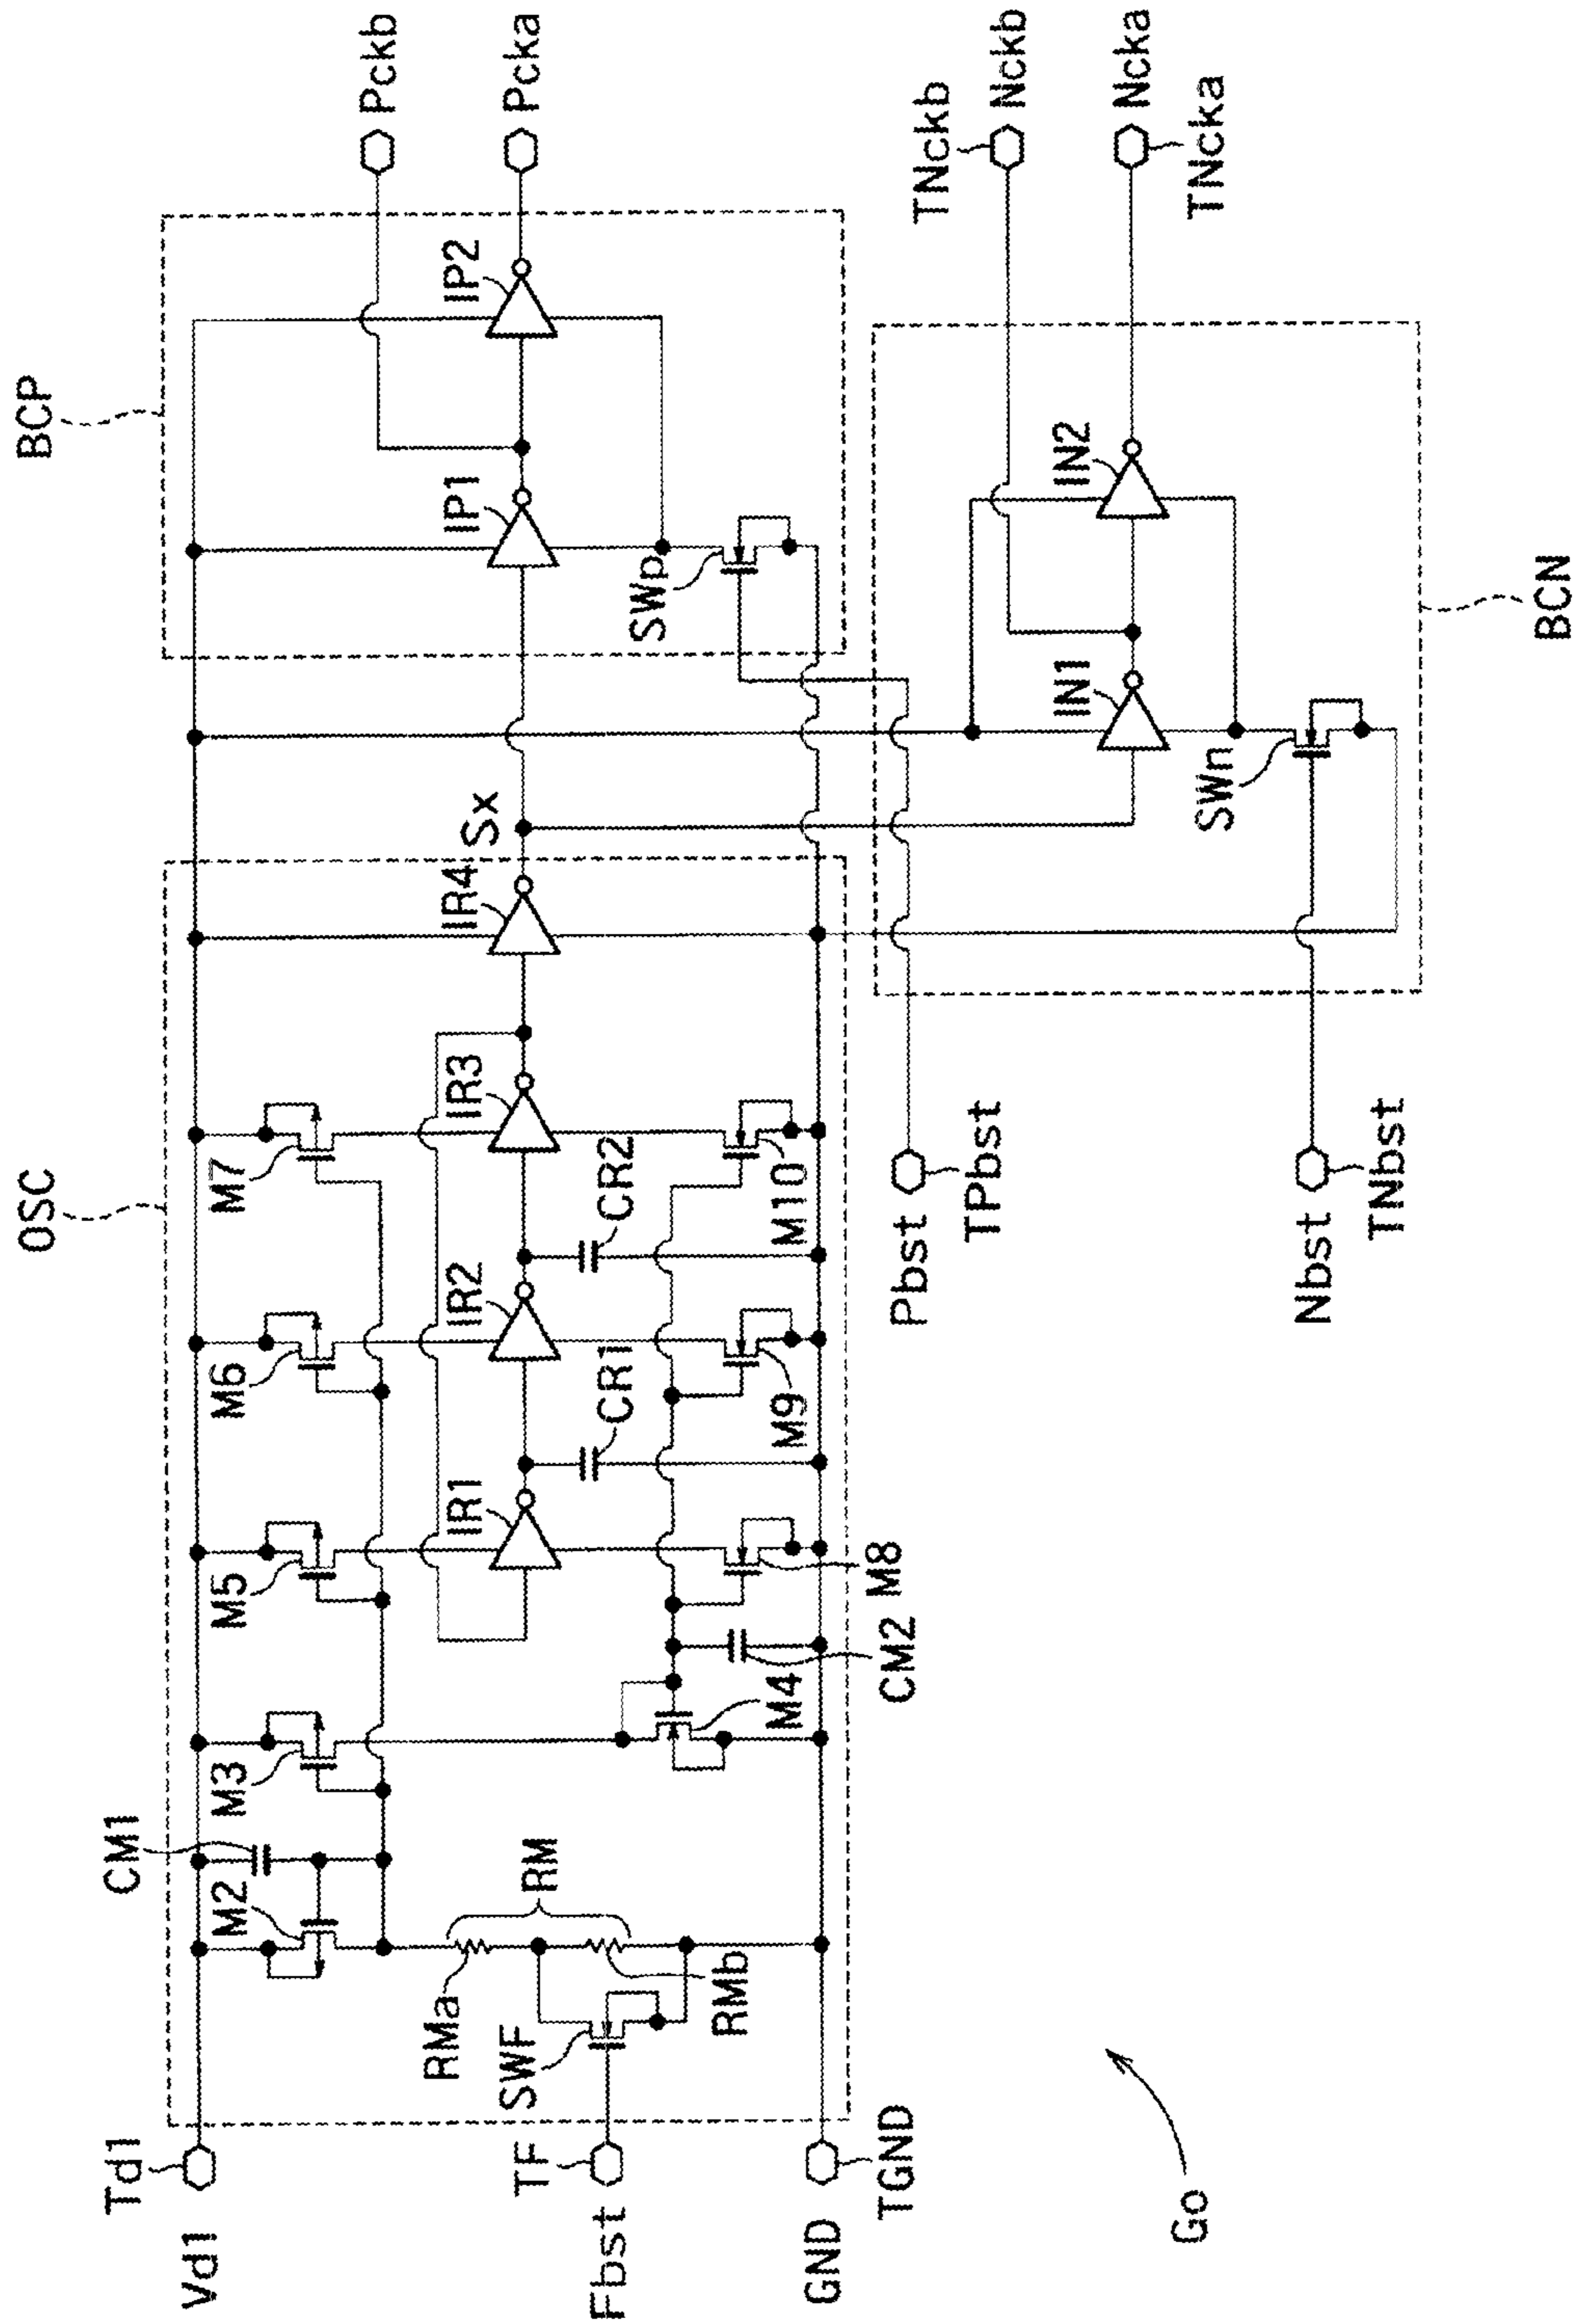 OSC
BCP
Td1
Vd1
CM1
M2
M3
M5
M6
M7
RMa
RM
RMb
SWF
TF
Fbst
IR1
IR2
IR3
IR4
Sx
CR1
CR2
M4
CM2
M8
M9
M10
GND
TGND
IP1
IP2
SWp
Pckb
Pcka
Pbst
TPbst
Nbst
TNbst
IN1
IN2
SWn
TNckb
Nckb
Ncka
TNcka
BCN
Go